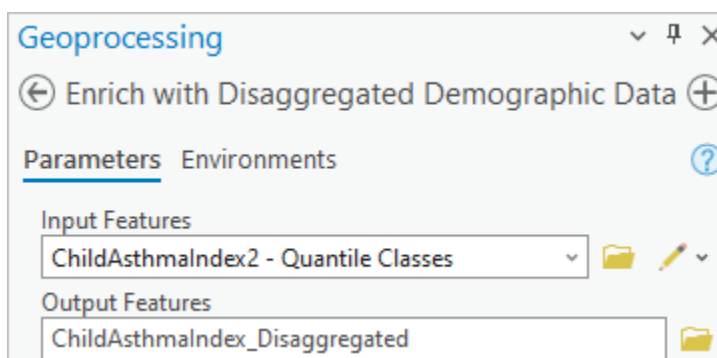 Geoprocessing
Enrich with Disaggregated Demographic Data
Parameters Environments
Input Features
ChildAsthmaIndex2 - Quantile Classes
Output Features
ChildAsthmaIndex_Disaggregated